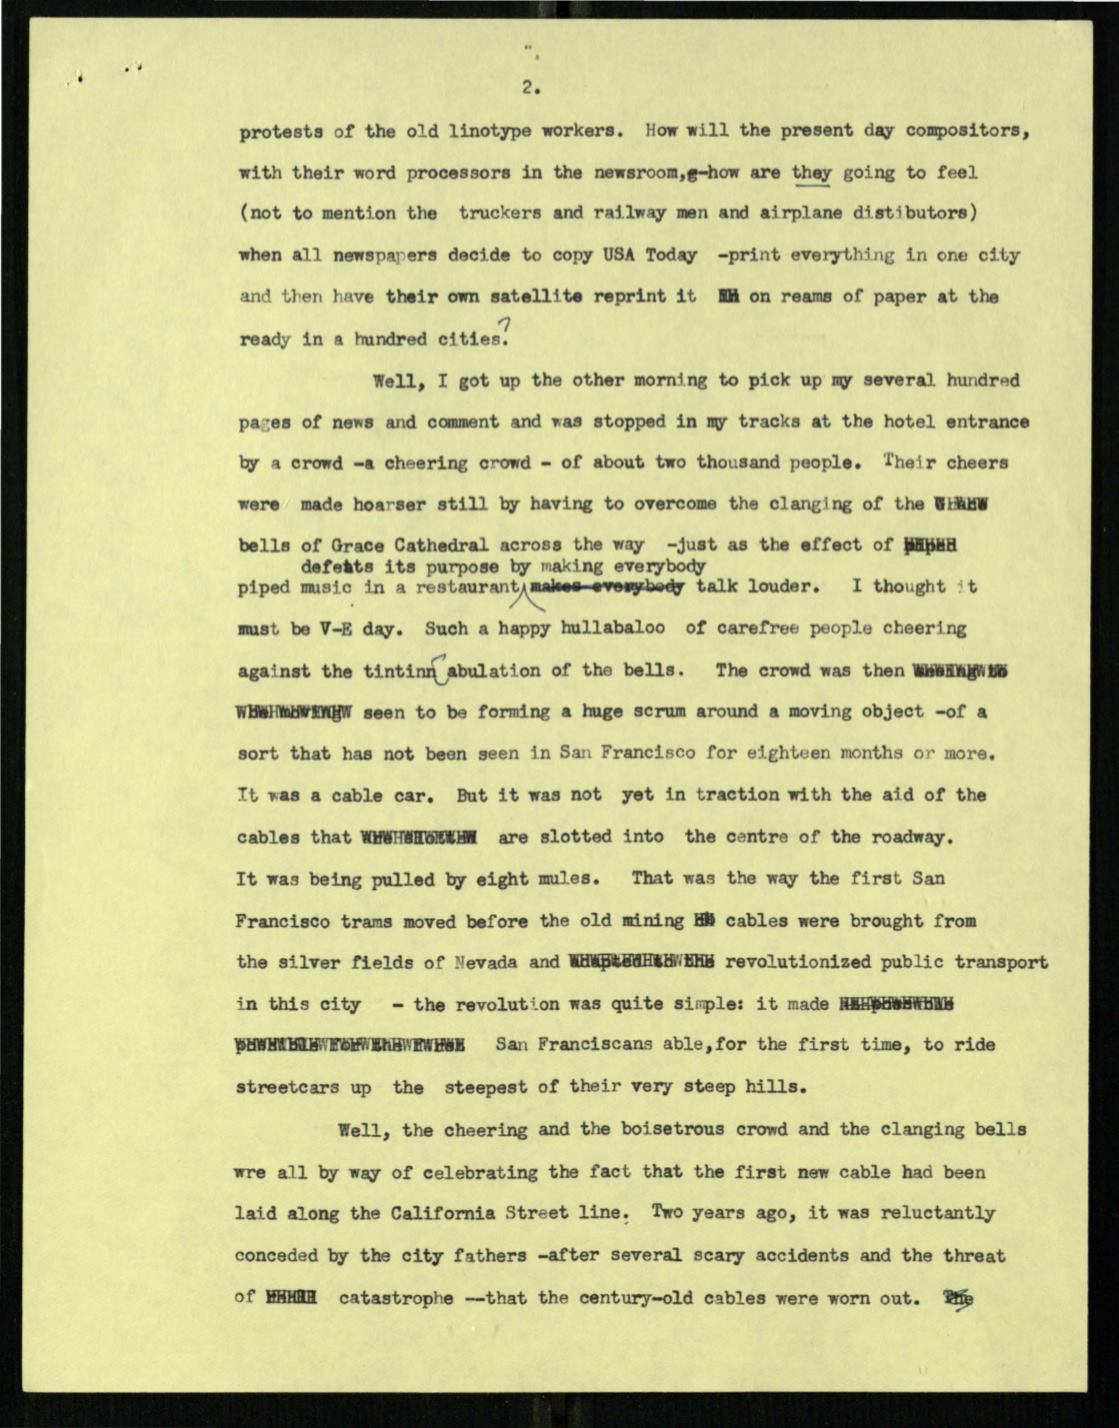 2.
protests of the old linotype workers. How will the present day compositors,
with their word processors in the newsroom,-how are they going to feel
(not to mention the truckers and railway men and airplane distibutors)
when all newspapers decide to copy USA Today -print everything in one city
and then have their own satellite reprint it on reams of paper at the
ready in a hundred cities?
Well, I got up the other morning to pick up my several hundred
pages of news and comment and was stopped in my tracks at the hotel entrance
by a crowd -a cheering crowd - of about two thousand people. Their cheers
were made hoarser still by having to overcome the clanging of the
bells of Grace Cathedral across the way -just as the effect of
defeats its purpose by making everybody
piped music in a restaurant makes everybody talk louder. I thought it
must be V-E day. Such a happy hullabaloo of carefree people cheering
against the tintinnabulation of the bells. The crowd was then
seen to be forming a huge scrum around a moving object -of a
sort that has not been seen in San Francisco for eighteen months or more.
It was a cable car. But it was not yet in traction with the aid of the
cables that are slotted into the centre of the roadway.
It was being pulled by eight mules. That was the way the first San
Francisco trams moved before the old mining cables were brought from
the silver fields of Nevada and revolutionized public transport
in this city - the revolution was quite simple: it made
San Franciscans able,for the first time, to ride
streetcars up the steepest of their very steep hills.
Well, the cheering and the boisetrous crowd and the clanging bells
wre all by way of celebrating the fact that the first new cable had been
laid along the California Street line. Two years ago, it was reluctantly
conceded by the city fathers -after several scary accidents and the threat
of catastrophe --that the century-old cables were worn out. The